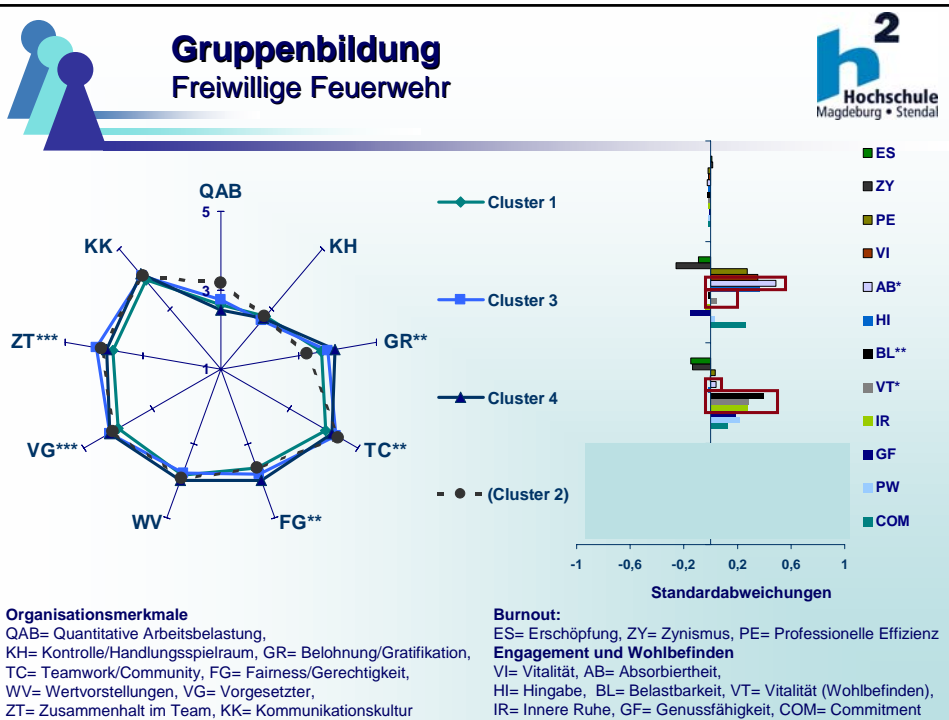 Gruppenbildung
Freiwillige Feuerwehr
h2
Hochschule
Magdeburg • Stendal
QAB
KH
GR**
TC**
FG**
WV
VG***
ZT***
KK
5
3
1
Cluster 1
Cluster 3
Cluster 4
(Cluster 2)
ES
ZY
PE
VI
AB*
HI
BL**
VT*
IR
GF
PW
COM
-1 -0,6 -0,2 0,2 0,6 1
Standardabweichungen
Organisationsmerkmale
QAB= Quantitative Arbeitsbelastung,
KH= Kontrolle/Handlungsspielraum, GR= Belohnung/Gratifikation,
TC= Teamwork/Community, FG= Fairness/Gerechtigkeit,
WV= Wertvorstellungen, VG= Vorgesetzter,
ZT= Zusammenhalt im Team, KK= Kommunikationskultur
Burnout:
ES= Erschöpfung, ZY= Zynismus, PE= Professionelle Effizienz
Engagement und Wohlbefinden
VI= Vitalität, AB= Absorbiertheit,
HI= Hingabe, BL= Belastbarkeit, VT= Vitalität (Wohlbefinden),
IR= Innere Ruhe, GF= Genussfähigkeit, COM= Commitment